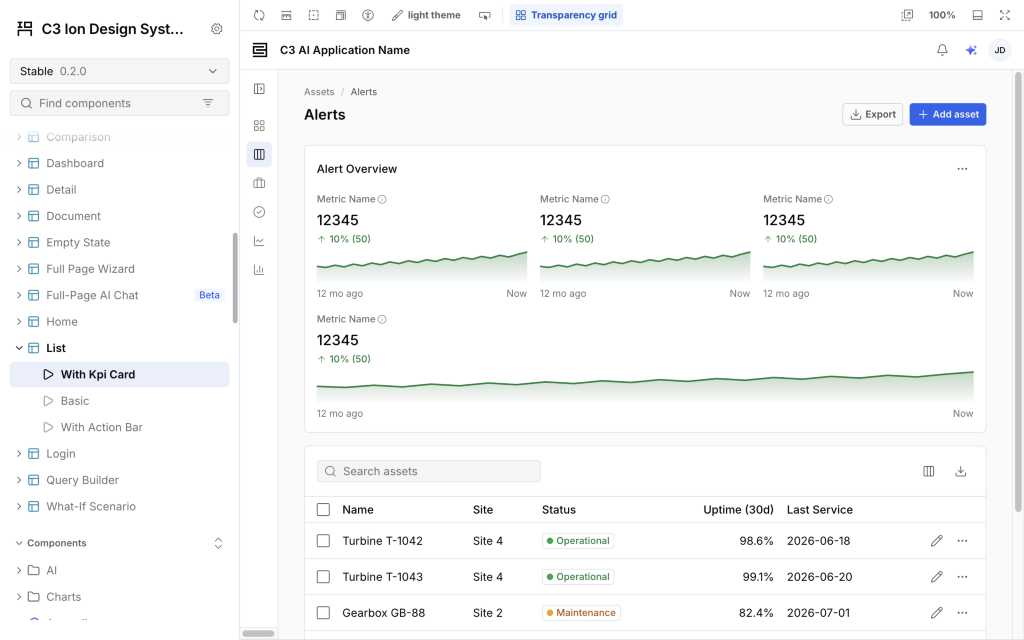 C3 Ion Design Syst...
Stable 0.2.0
Find components
Comparison
Dashboard
Detail
Document
Empty State
Full Page Wizard
Full-Page AI Chat Beta
Home
List
With Kpi Card
Basic
With Action Bar
Login
Query Builder
What-If Scenario
Components
AI
Charts
light theme
Transparency grid
100%
C3 AI Application Name
JD
Assets / Alerts
Alerts
Export
Add asset
Alert Overview
Metric Name Metric Name Metric Name
12345 12345 12345
10% (50) 10% (50) 10% (50)
12 mo ago Now 12 mo ago Now 12 mo ago Now
Metric Name
12345
10% (50)
12 mo ago Now
Search assets
Name Site Status Uptime (30d) Last Service
Turbine T-1042 Site 4 Operational 98.6% 2026-06-18
Turbine T-1043 Site 4 Operational 99.1% 2026-06-20
Gearbox GB-88 Site 2 Maintenance 82.4% 2026-07-01